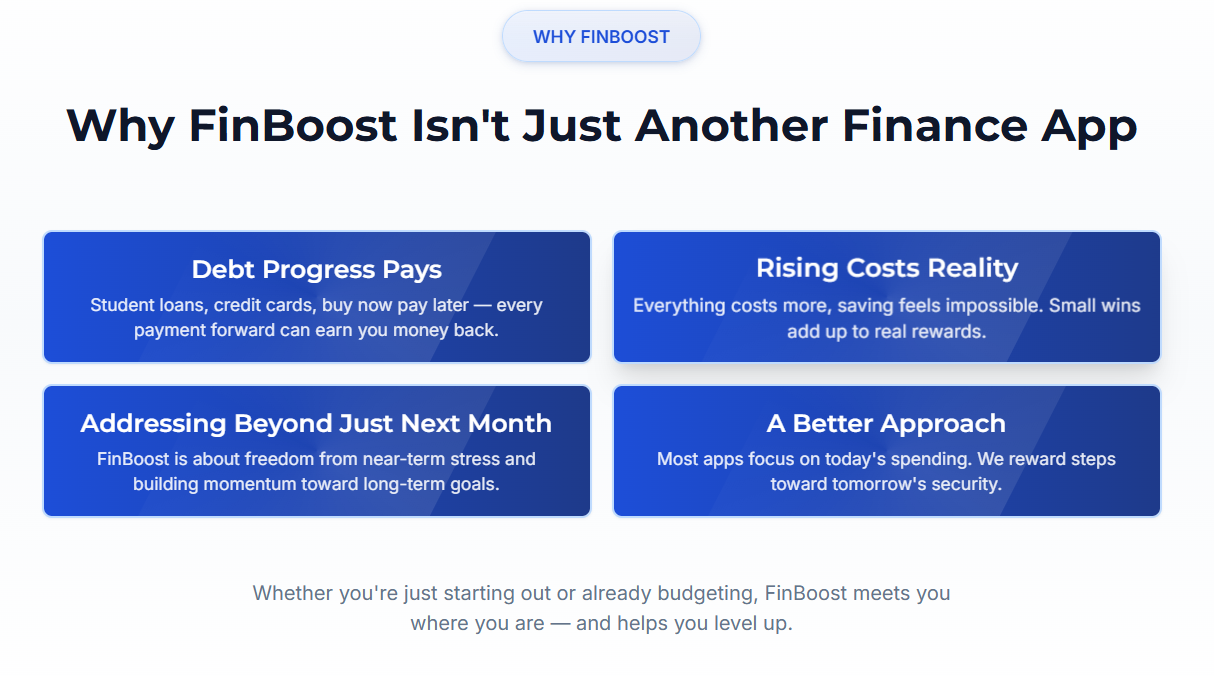 WHY FINBOOST
Why FinBoost Isn't Just Another Finance App
Debt Progress Pays
Student loans, credit cards, buy now pay later — every
payment forward can earn you money back.
Rising Costs Reality
Everything costs more, saving feels impossible. Small wins
add up to real rewards.
Addressing Beyond Just Next Month
FinBoost is about freedom from near-term stress and
building momentum toward long-term goals.
A Better Approach
Most apps focus on today's spending. We reward steps
toward tomorrow's security.
Whether you're just starting out or already budgeting, FinBoost meets you
where you are — and helps you level up.